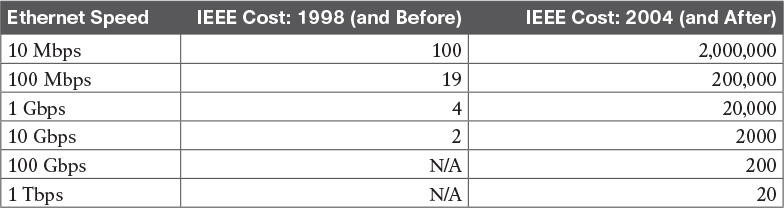 Ethernet Speed IEEE Cost: 1998 (and Before) IEEE Cost: 2004 (and After)
10 Mbps 100 2,000,000
100 Mbps 19 200,000
1 Gbps 4 20,000
10 Gbps 2 2000
100 Gbps N/A 200
1 Tbps N/A 20